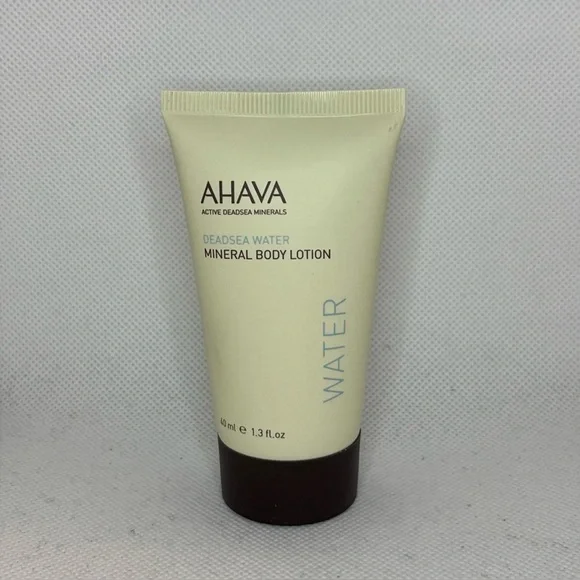 AHAVA
ACTIVE DEADSEA MINERALS
DEADSEA WATER
MINERAL BODY LOTION
WATER
40 ml e 1.3 fl.oz